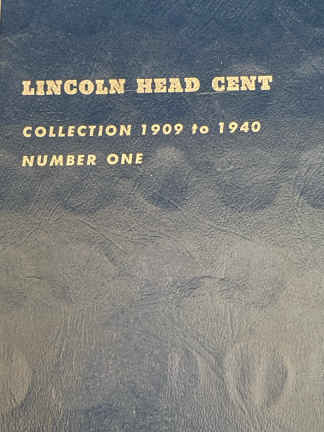 LINCOLN HEAD CENT
COLLECTION 1909 to 1940
NUMBER ONE